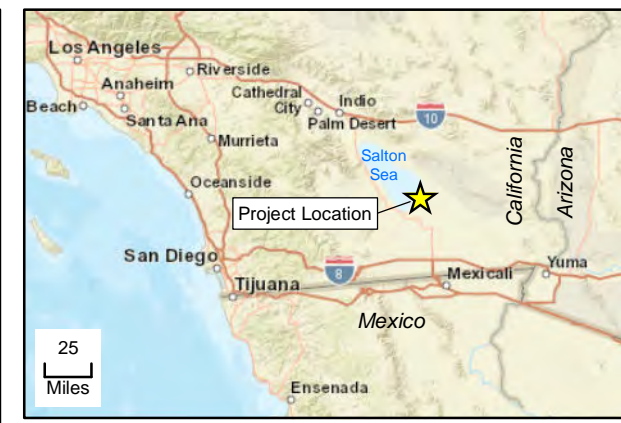 Los Angeles
Riverside
Anaheim
Cathedral
City
Indio
Beach
Santa Ana
Palm Desert
10
Murrieta
Salton
Sea
California
Arizona
Oceanside
Project Location
San Diego
8
Mexicali
Yuma
Tijuana
Mexico
25
Miles
Ensenada